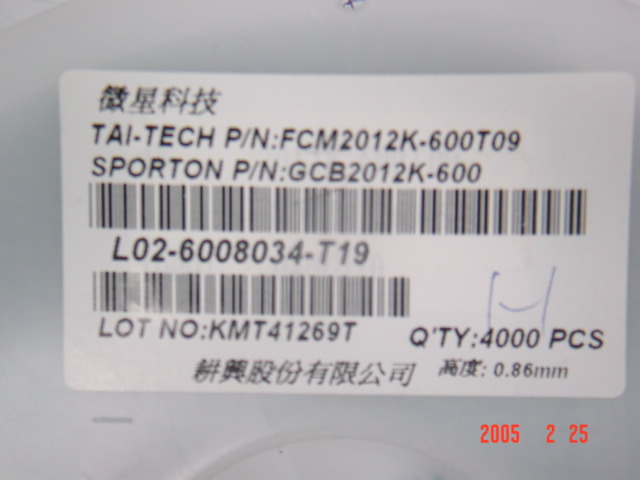 微星科技
TAI-TECH P/N:FCM2012K-600T09
SPORTON P/N:GCB2012K-600
L02-6008034-T19
LOT NO:KMT41269T
Q'TY:4000 PCS
耕興股份有限公司
高度: 0.86mm
2005 2 25